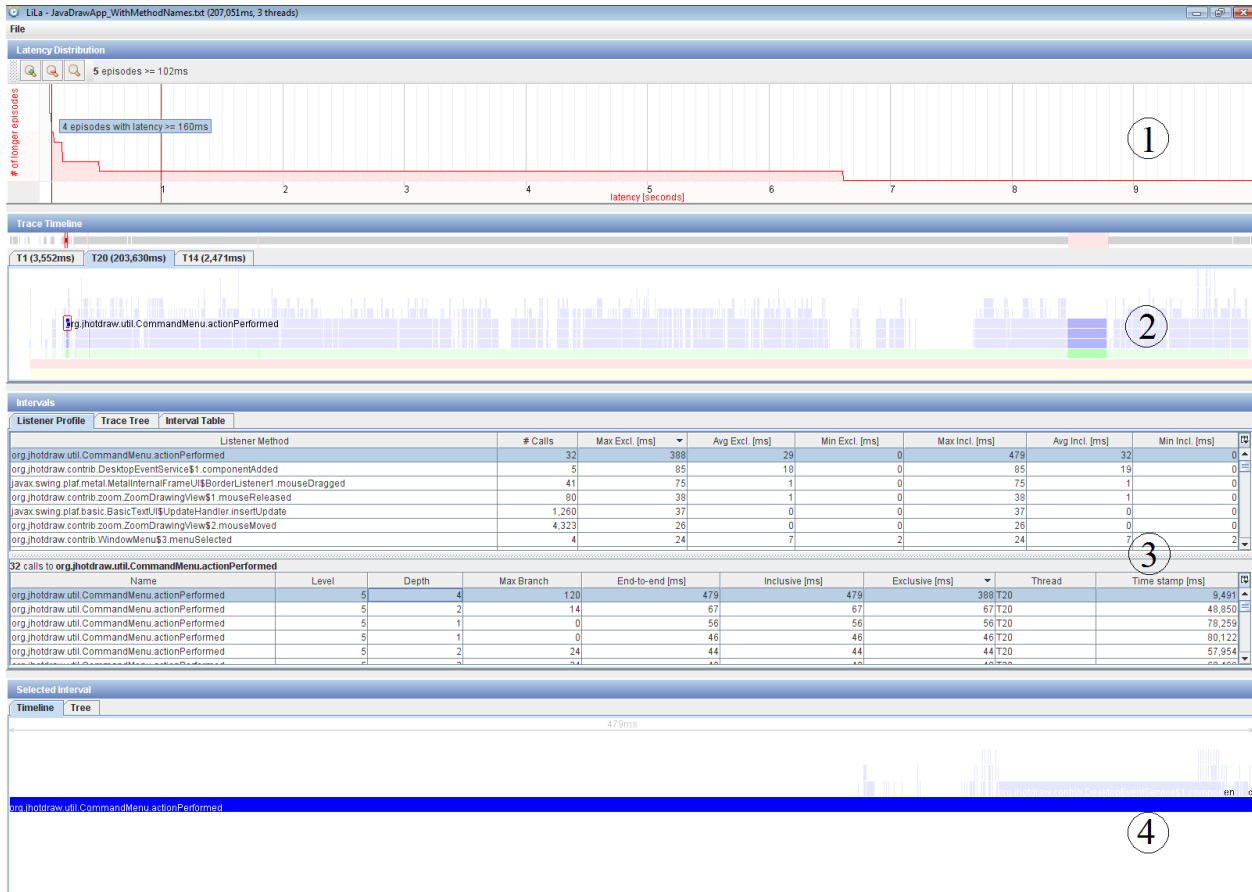 LiLa - JavaDrawApp_WithMethodNames.txt (207,051ms, 3 threads)
File
Latency Distribution
5 episodes >= 102ms
# of longer episodes
4 episodes with latency >= 160ms
1
1 2 3 4 5 6 7 8 9
latency [seconds]
Trace Timeline
T1 (3,552ms) T20 (203,630ms) T14 (2,471ms)
org.jhotdraw.util.CommandMenu.actionPerformed
2
Intervals
Listener Profile Trace Tree Interval Table
Listener Method # Calls Max Excl. [ms] Avg Excl. [ms] Min Excl. [ms] Max Incl. [ms] Avg Incl. [ms] Min Incl. [ms]
org.jhotdraw.util.CommandMenu.actionPerformed 32 388 29 0 479 32 0
org.jhotdraw.contrib.DesktopEventService$1.componentAdded 5 85 18 0 85 19 0
javax.swing.plaf.metal.MetalInternalFrameUI$BorderListener1.mouseDragged 41 75 1 0 75 1 0
org.jhotdraw.contrib.zoom.ZoomDrawingView$1.mouseReleased 80 38 1 0 38 1 0
javax.swing.plaf.basic.BasicTextUI$UpdateHandler.insertUpdate 1,260 37 0 0 37 0 0
org.jhotdraw.contrib.zoom.ZoomDrawingView$2.mouseMoved 4,323 26 0 0 26 0 0
org.jhotdraw.contrib.WindowMenu$3.menuSelected 4 24 7 2 24 7 2
3
32 calls to org.jhotdraw.util.CommandMenu.actionPerformed
Name Level Depth Max Branch End-to-end [ms] Inclusive [ms] Exclusive [ms] Thread Time stamp [ms]
org.jhotdraw.util.CommandMenu.actionPerformed 5 4 120 479 479 388 T20 9,491
org.jhotdraw.util.CommandMenu.actionPerformed 5 2 14 67 67 67 T20 48,850
org.jhotdraw.util.CommandMenu.actionPerformed 5 1 0 56 56 56 T20 78,259
org.jhotdraw.util.CommandMenu.actionPerformed 5 1 0 46 46 46 T20 80,122
org.jhotdraw.util.CommandMenu.actionPerformed 5 2 24 44 44 44 T20 57,954
Selected Interval
Timeline Tree
479ms
org.jhotdraw.contrib.DesktopEventService$1.componen
org.jhotdraw.util.CommandMenu.actionPerformed
4